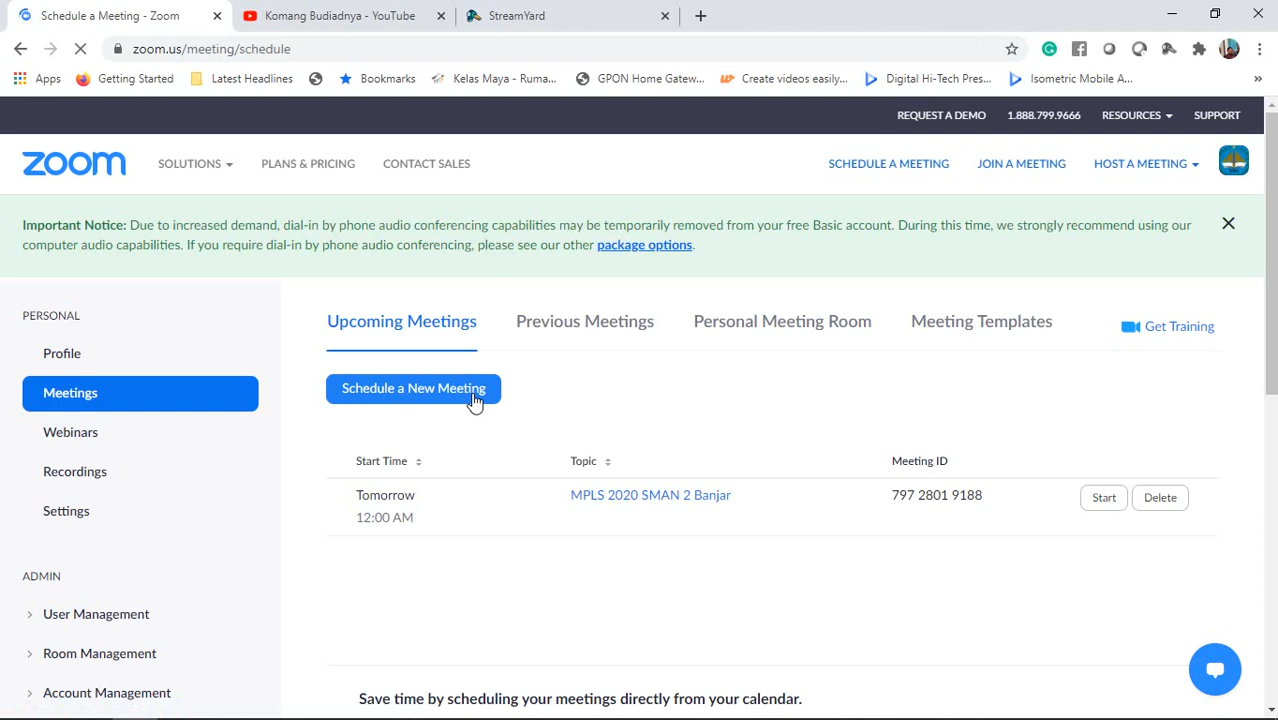 Schedule a Meeting - Zoom
Komang Budiadnya - YouTube
StreamYard
zoom.us/meeting/schedule
Apps
Getting Started
Latest Headlines
Bookmarks
Kelas Maya - Ruma...
GPON Home Gatew...
Create videos easily...
Digital Hi-Tech Pres...
Isometric Mobile A...
REQUEST A DEMO
1.888.799.9666
RESOURCES
SUPPORT
zoom
SOLUTIONS
PLANS & PRICING
CONTACT SALES
SCHEDULE A MEETING
JOIN A MEETING
HOST A MEETING
Important Notice: Due to increased demand, dial-in by phone audio conferencing capabilities may be temporarily removed from your free Basic account. During this time, we strongly recommend using our
computer audio capabilities. If you require dial-in by phone audio conferencing, please see our other package options.
PERSONAL
Profile
Meetings
Webinars
Recordings
Settings
ADMIN
User Management
Room Management
Account Management
Upcoming Meetings
Previous Meetings
Personal Meeting Room
Meeting Templates
Get Training
Schedule a New Meeting
Start Time
Topic
Meeting ID
Tomorrow
12:00 AM
MPLS 2020 SMAN 2 Banjar
797 2801 9188
Start
Delete
Save time by scheduling your meetings directly from your calendar.